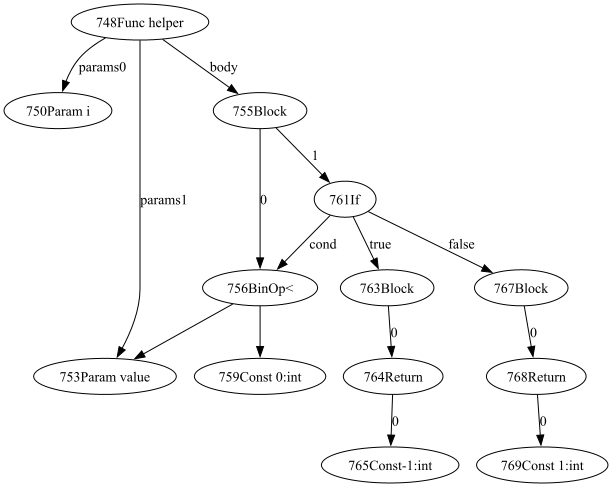 748Func helper
params0
body
750Param i
755Block
1
params1
0
761If
cond
true
false
756BinOp<
763Block
767Block
0
0
753Param value
759Const 0:int
764Return
768Return
0
0
765Const-1:int
769Const 1:int